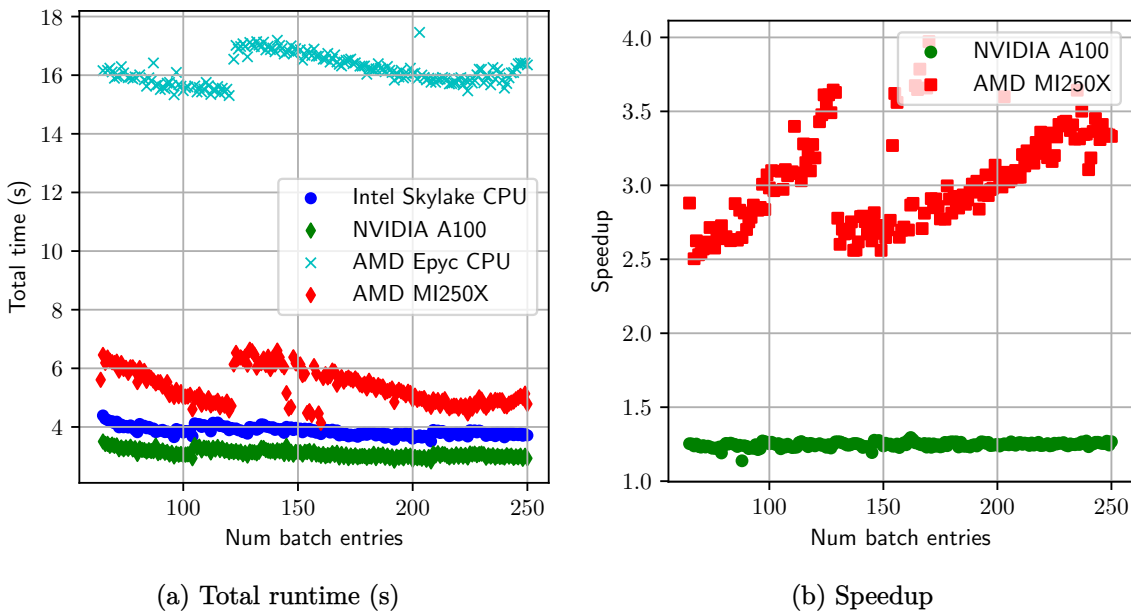 18
16
14
12
10
8
6
4
Total time (s)
Intel Skylake CPU
NVIDIA A100
AMD Epyc CPU
AMD MI250X
100
150
200
250
Num batch entries
(a) Total runtime (s)
4.0
3.5
3.0
2.5
2.0
1.5
1.0
Speedup
NVIDIA A100
AMD MI250X
100
150
200
250
Num batch entries
(b) Speedup